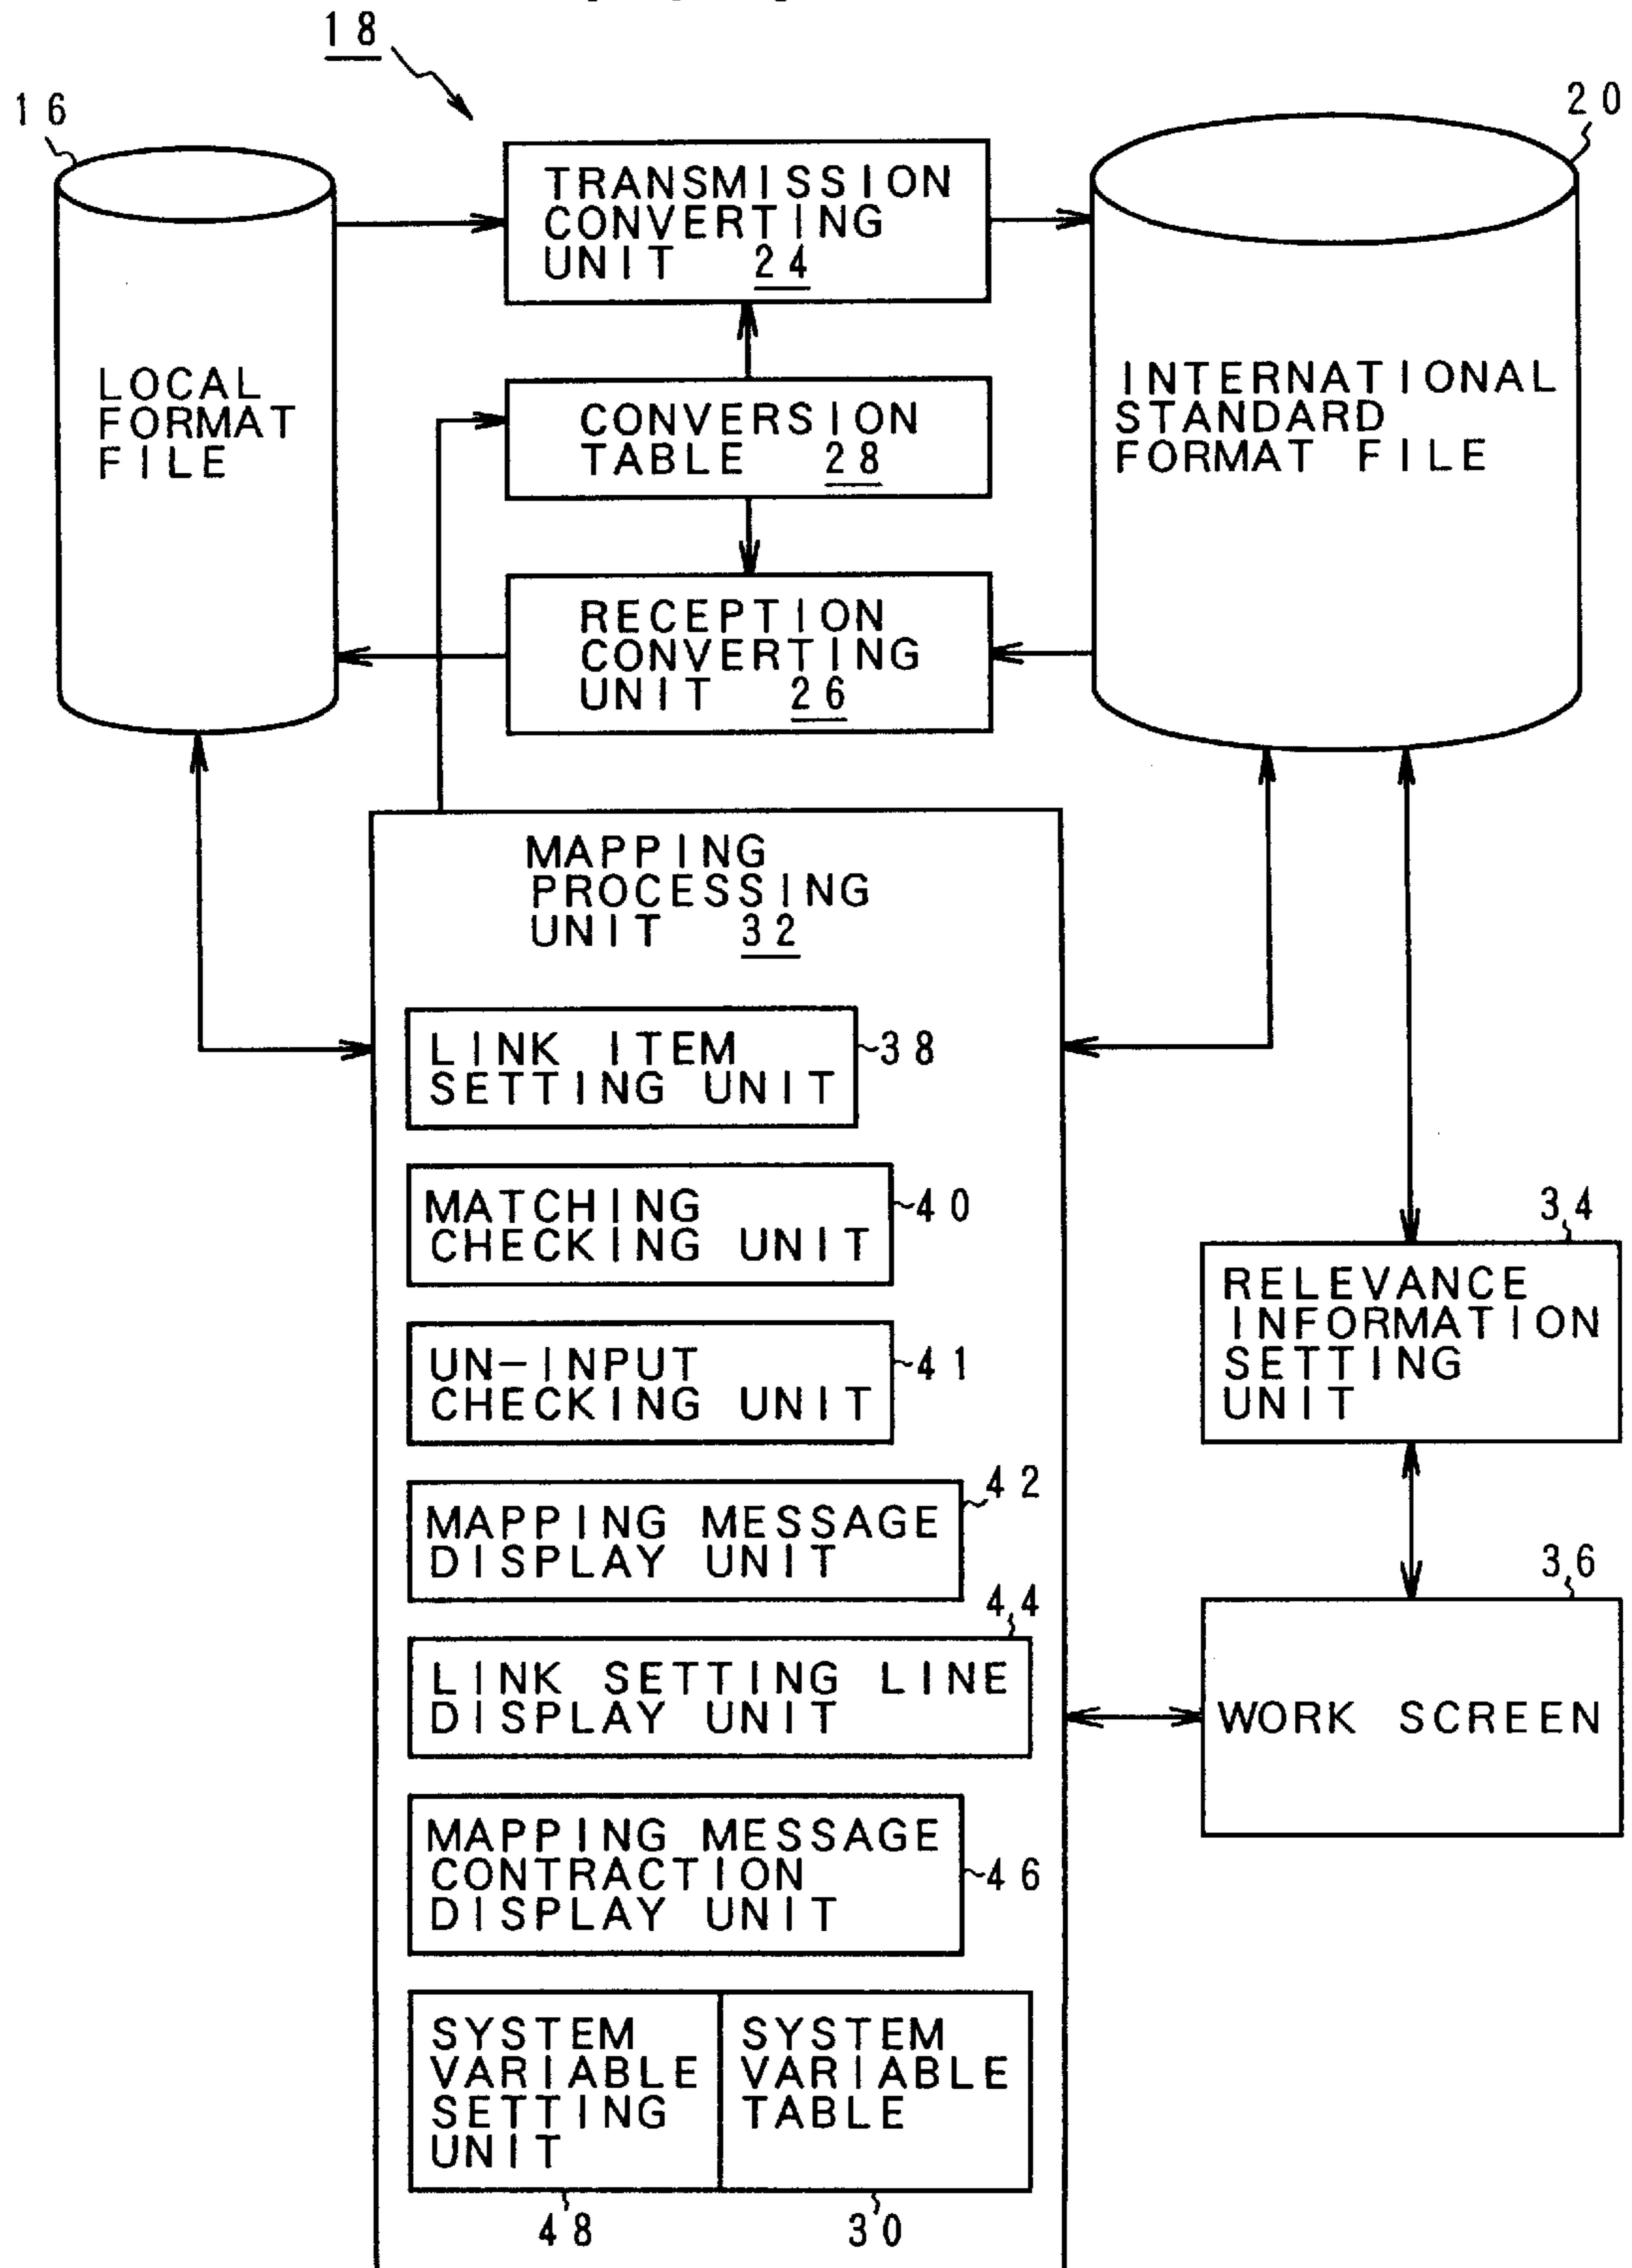 18
16
20
TRANSMISSION
CONVERTING
UNIT 24
LOCAL
FORMAT
FILE
CONVERSION
TABLE 28
INTERNATIONAL
STANDARD
FORMAT FILE
RECEPTION
CONVERTING
UNIT 26
MAPPING
PROCESSING
UNIT 32
LINK ITEM
SETTING UNIT
38
MATCHING
CHECKING UNIT
40
UN-INPUT
CHECKING UNIT
41
MAPPING MESSAGE
DISPLAY UNIT
42
LINK SETTING LINE
DISPLAY UNIT
44
MAPPING MESSAGE
CONTRACTION
DISPLAY UNIT
46
SYSTEM
VARIABLE
SETTING
UNIT
48
SYSTEM
VARIABLE
TABLE
30
34
RELEVANCE
INFORMATION
SETTING
UNIT
36
WORK SCREEN